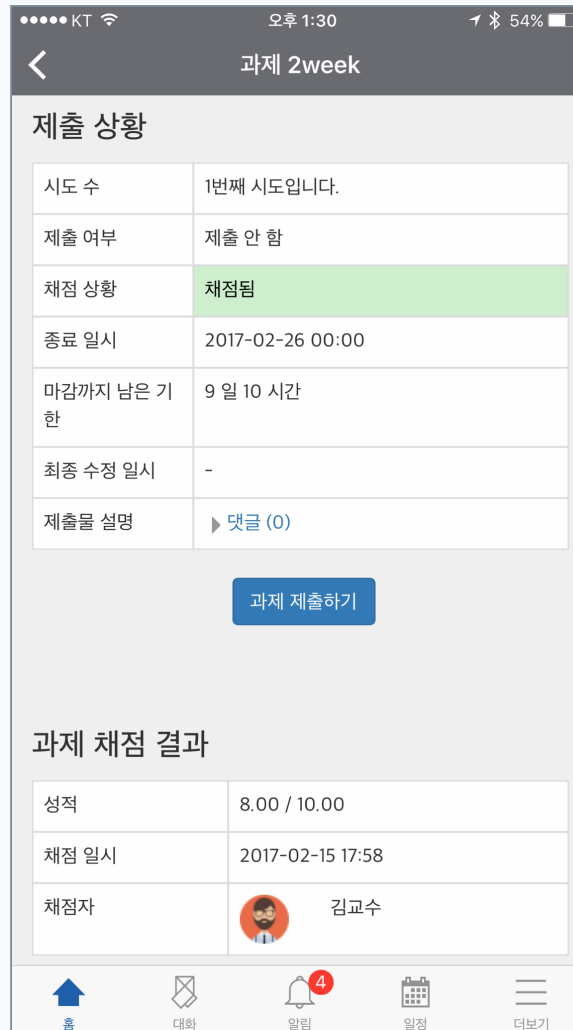 KT 오후 1:30 54%
과제 2week
제출 상황
시도 수 1번째 시도입니다.
제출 여부 제출 안 함
채점 상황 채점됨
종료 일시 2017-02-26 00:00
마감까지 남은 기 9 일 10 시간
한
최종 수정 일시 -
제출물 설명 댓글 (0)
과제 제출하기
과제 채점 결과
성적 8.00 / 10.00
채점 일시 2017-02-15 17:58
채점자 김교수
4
홈 대화 알림 일정 더보기